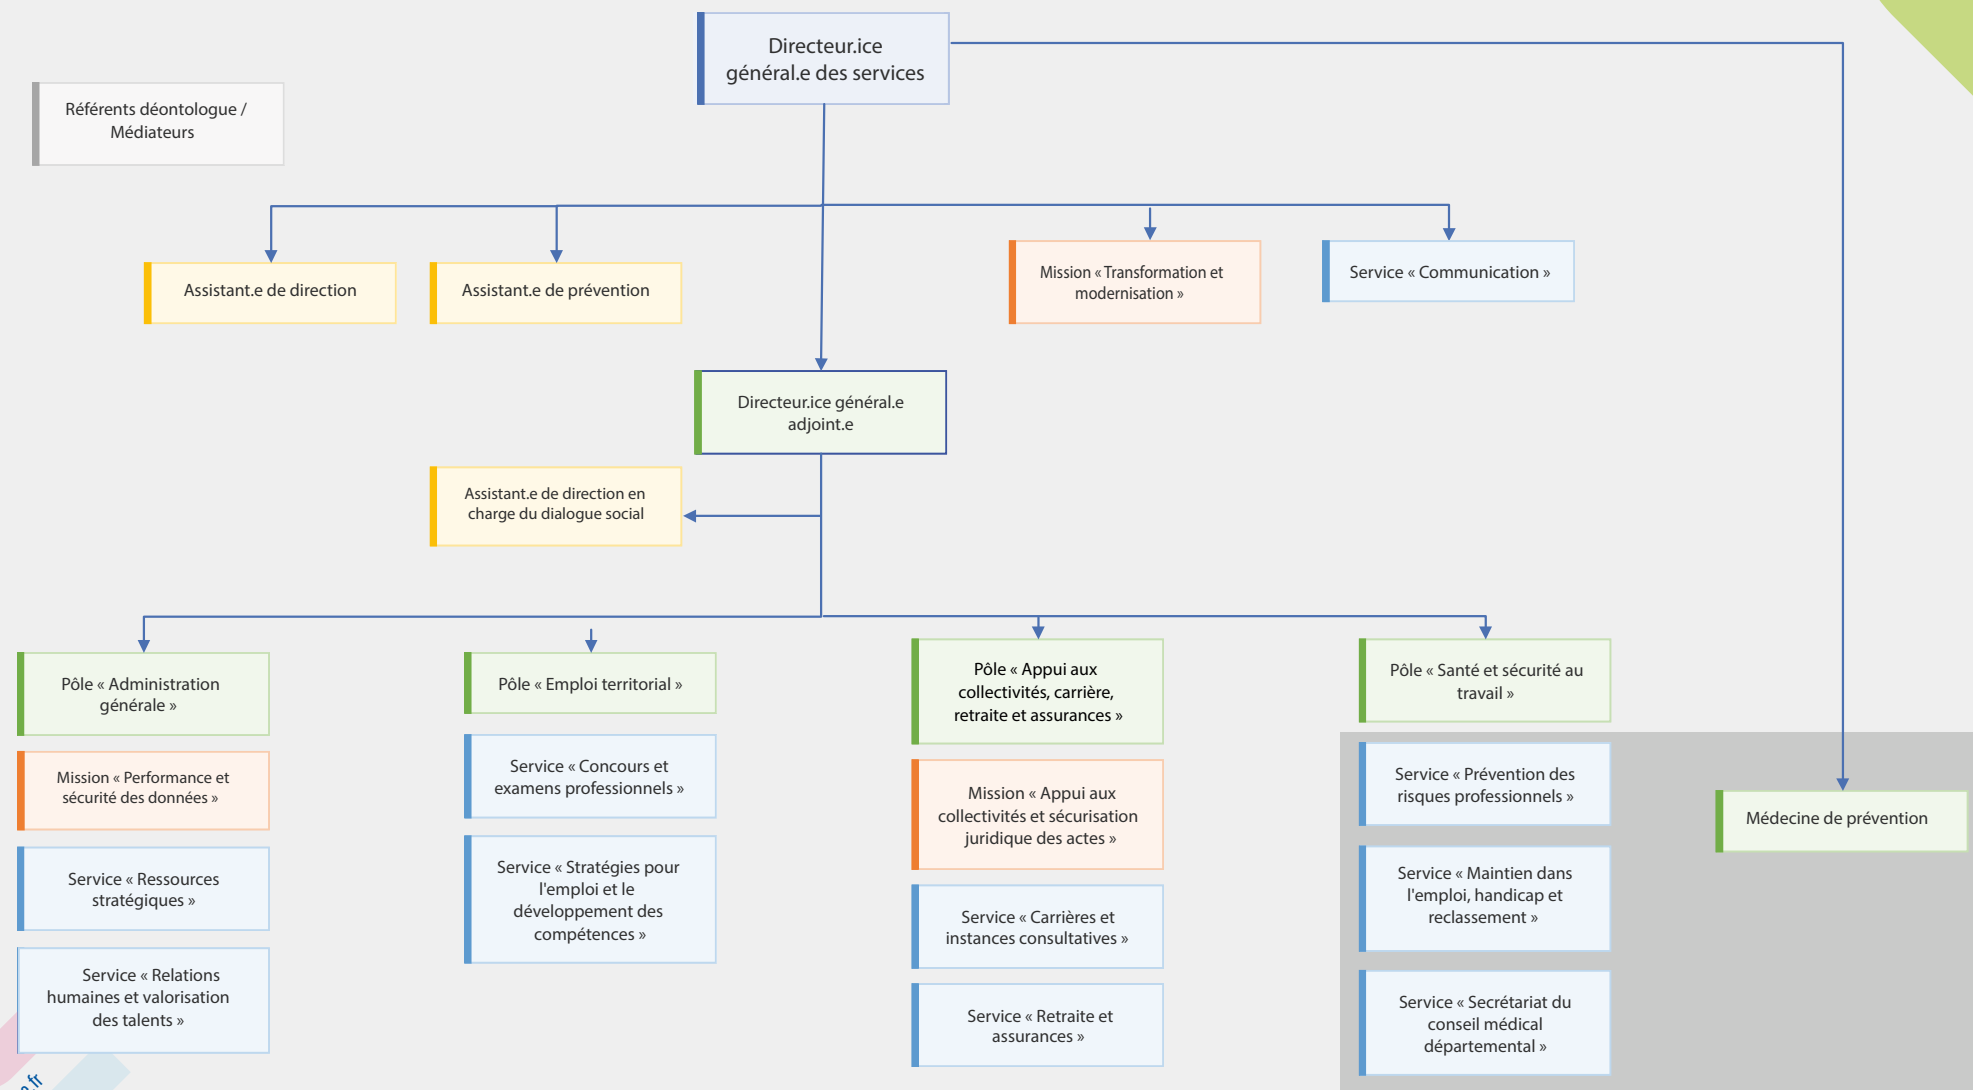 Directeur.ice
général.e des services
Référents déontologue /
Médiateurs
Assistant.e de direction
Assistant.e de prévention
Mission « Transformation et
modernisation »
Service « Communication »
Directeur.ice général.e
adjoint.e
Assistant.e de direction en
charge du dialogue social
Pôle « Administration
générale »
Mission « Performance et
sécurité des données »
Service « Ressources
stratégiques »
Service « Relations
humaines et valorisation
des talents »
Pôle « Emploi territorial »
Service « Concours et
examens professionnels »
Service « Stratégies pour
l'emploi et le
développement des
compétences »
Pôle « Appui aux
collectivités, carrière,
retraite et assurances »
Mission « Appui aux
collectivités et sécurisation
juridique des actes »
Service « Carrières et
instances consultatives »
Service « Retraite et
assurances »
Pôle « Santé et sécurité au
travail »
Service « Prévention des
risques professionnels »
Service « Maintien dans
l'emploi, handicap et
reclassement »
Service « Secrétariat du
conseil médical
départemental »
Médecine de prévention